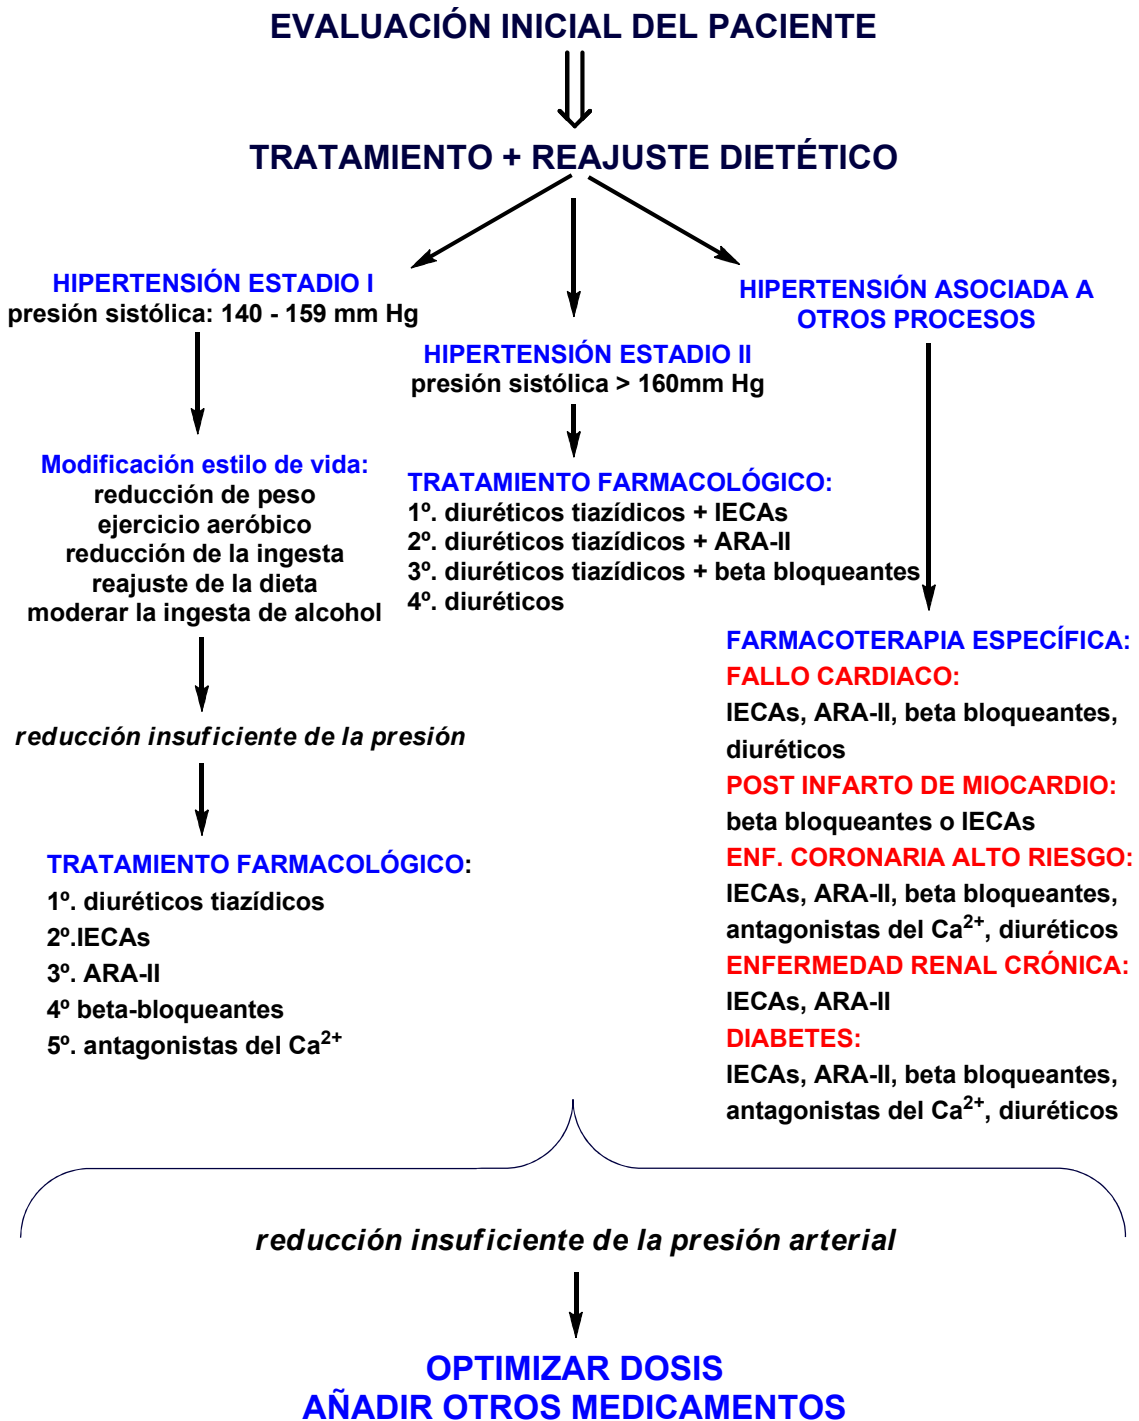 EVALUACIÓN INICIAL DEL PACIENTE
TRATAMIENTO + REAJUSTE DIETÉTICO
HIPERTENSIÓN ESTADIO I
presión sistólica: 140 - 159 mm Hg
Modificación estilo de vida:
reducción de peso
ejercicio aeróbico
reducción de la ingesta
reajuste de la dieta
moderar la ingesta de alcohol
reducción insuficiente de la presión
TRATAMIENTO FARMACOLÓGICO:
1º. diuréticos tiazídicos
2º.IECAs
3º. ARA-II
4º beta-bloqueantes
5º. antagonistas del Ca²⁺
HIPERTENSIÓN ESTADIO II
presión sistólica > 160mm Hg
TRATAMIENTO FARMACOLÓGICO:
1º. diuréticos tiazídicos + IECAs
2º. diuréticos tiazídicos + ARA-II
3º. diuréticos tiazídicos + beta bloqueantes
4º. diuréticos
HIPERTENSIÓN ASOCIADA A
OTROS PROCESOS
FARMACOTERAPIA ESPECÍFICA:
FALLO CARDIACO:
IECAs, ARA-II, beta bloqueantes,
diuréticos
POST INFARTO DE MIOCARDIO:
beta bloqueantes o IECAs
ENF. CORONARIA ALTO RIESGO:
IECAs, ARA-II, beta bloqueantes,
antagonistas del Ca²⁺, diuréticos
ENFERMEDAD RENAL CRÓNICA:
IECAs, ARA-II
DIABETES:
IECAs, ARA-II, beta bloqueantes,
antagonistas del Ca²⁺, diuréticos
reducción insuficiente de la presión arterial
OPTIMIZAR DOSIS
AÑADIR OTROS MEDICAMENTOS